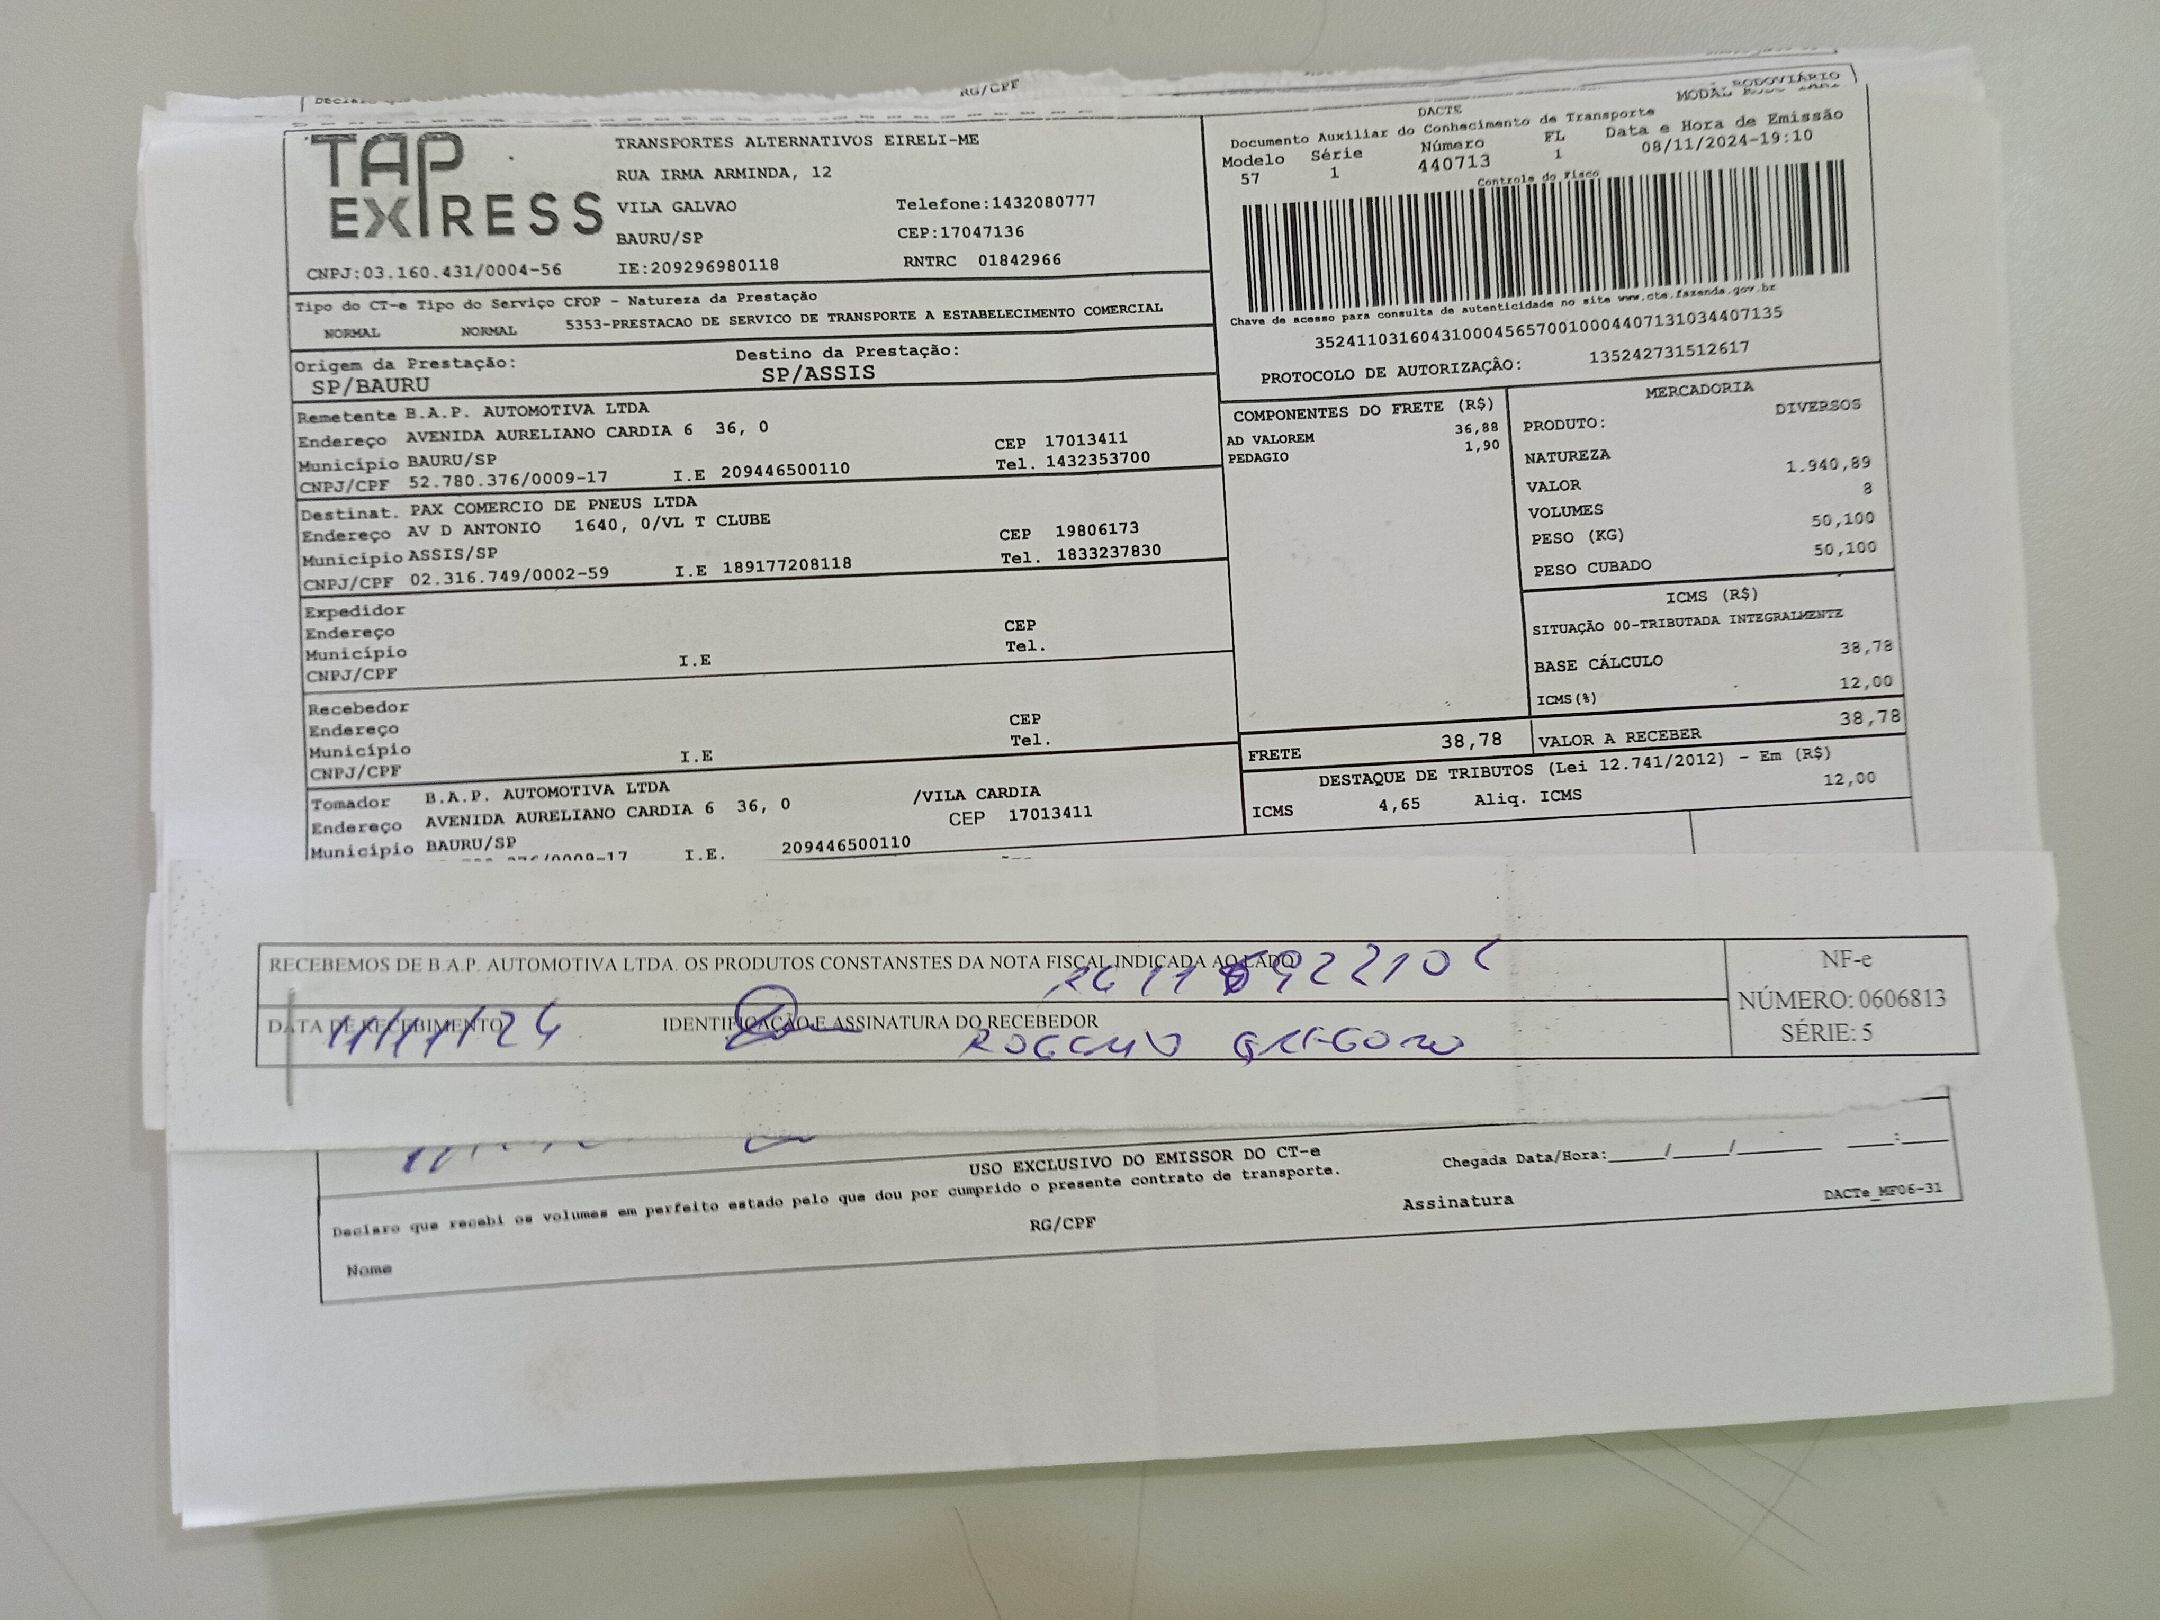 RG/CPF
MODAL RODOVIÁRIO
TAP EXPRESS
TRANSPORTES ALTERNATIVOS EIRELI-ME
RUA IRMA ARMINDA, 12
VILA GALVAO Telefone:1432080777
BAURU/SP CEP:17047136
CNPJ:03.160.431/0004-56 IE:209296980118 RNTRC 01842966
DACTE
Documento Auxiliar do Conhecimento de Transporte
Modelo Série Número FL Data e Hora de Emissão
57 1 440713 1 08/11/2024-19:10
Controle do Fisco
Chave de acesso para consulta de autenticidade no site www.cte.fazenda.gov.br
35241103160431000456570010004407131034407135
PROTOCOLO DE AUTORIZAÇÂO: 135242731512617
Tipo do CT-e Tipo do Serviço CFOP - Natureza da Prestação
NORMAL NORMAL 5353-PRESTACAO DE SERVICO DE TRANSPORTE A ESTABELECIMENTO COMERCIAL
Origem da Prestação: Destino da Prestação:
SP/BAURU SP/ASSIS
Remetente B.A.P. AUTOMOTIVA LTDA
Endereço AVENIDA AURELIANO CARDIA 6 36, 0 CEP 17013411
Município BAURU/SP Tel. 1432353700
CNPJ/CPF 52.780.376/0009-17 I.E 209446500110
Destinat. PAX COMERCIO DE PNEUS LTDA
Endereço AV D ANTONIO 1640, 0/VL T CLUBE CEP 19806173
Município ASSIS/SP Tel. 1833237830
CNPJ/CPF 02.316.749/0002-59 I.E 189177208118
Expedidor
Endereço CEP
Município Tel.
CNPJ/CPF I.E
Recebedor
Endereço CEP
Município Tel.
CNPJ/CPF I.E
Tomador B.A.P. AUTOMOTIVA LTDA /VILA CARDIA
Endereço AVENIDA AURELIANO CARDIA 6 36, 0 CEP 17013411
Município BAURU/SP
I.E. 209446500110
COMPONENTES DO FRETE (R$)
AD VALOREM 36,88
PEDAGIO 1,90
MERCADORIA
PRODUTO: DIVERSOS
NATUREZA
VALOR 1.940,89
VOLUMES 8
PESO (KG) 50,100
PESO CUBADO 50,100
ICMS (R$)
SITUAÇÃO 00-TRIBUTADA INTEGRALMENTE
BASE CÁLCULO 38,78
ICMS(%) 12,00
FRETE 38,78 VALOR A RECEBER 38,78
DESTAQUE DE TRIBUTOS (Lei 12.741/2012) - Em (R$)
ICMS 4,65 Aliq. ICMS 12,00
RECEBEMOS DE B.A.P. AUTOMOTIVA LTDA. OS PRODUTOS CONSTANSTES DA NOTA FISCAL INDICADA AO LADO
DATA DE RECEBIMENTO IDENTIFICAÇÃO E ASSINATURA DO RECEBEDOR
11/11/24
NF-e
NÚMERO: 0606813
SÉRIE: 5
USO EXCLUSIVO DO EMISSOR DO CT-e
Chegada Data/Hora:____/____/______ ___:___
Declaro que recebi os volumes em perfeito estado pelo que dou por cumprido o presente contrato de transporte.
Nome RG/CPF Assinatura DACTe_MF06-31